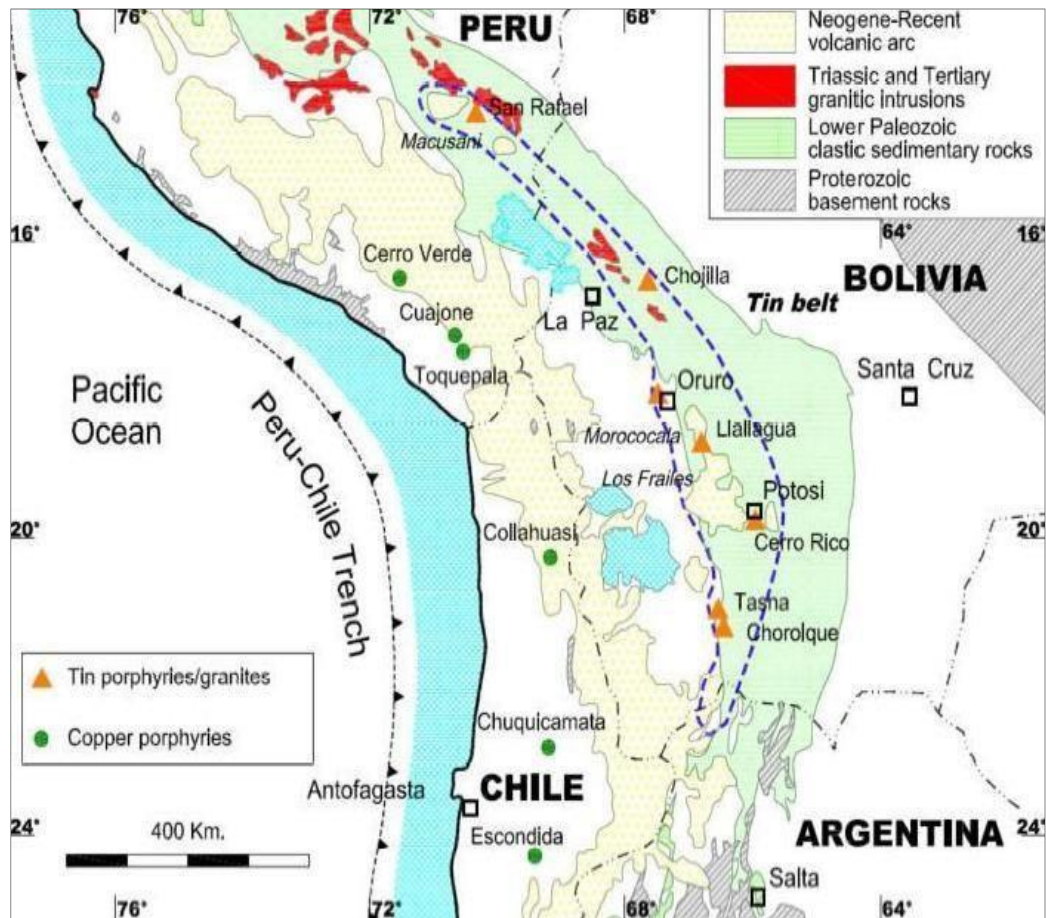 76°
72°
68°
PERU
Neogene-Recent
volcanic arc
Triassic and Tertiary
granitic intrusions
Lower Paleozoic
clastic sedimentary rocks
Proterozoic
basement rocks
San Rafael
Macusani
16°
64°
16°
Cerro Verde
Chojilla
BOLIVIA
Cuajone
La Paz
Tin belt
Toquepala
Pacific
Ocean
Oruro
Santa Cruz
Peru-Chile Trench
Morococala
Llallagua
Los Frailes
Potosi
20°
Collahuasi
Cerro Rico
20°
Tasna
Chorolque
Tin porphyries/granites
Copper porphyries
Chuquicamata
Antofagasta
CHILE
400 Km.
Escondida
ARGENTINA
24°
24°
Salta
76°
72°
68°
64°